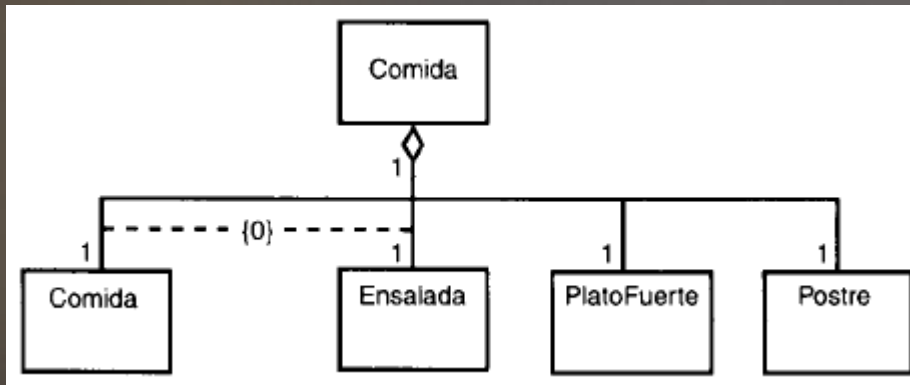 Comida
1
{0}
1
1
1
1
Comida
Ensalada
PlatoFuerte
Postre